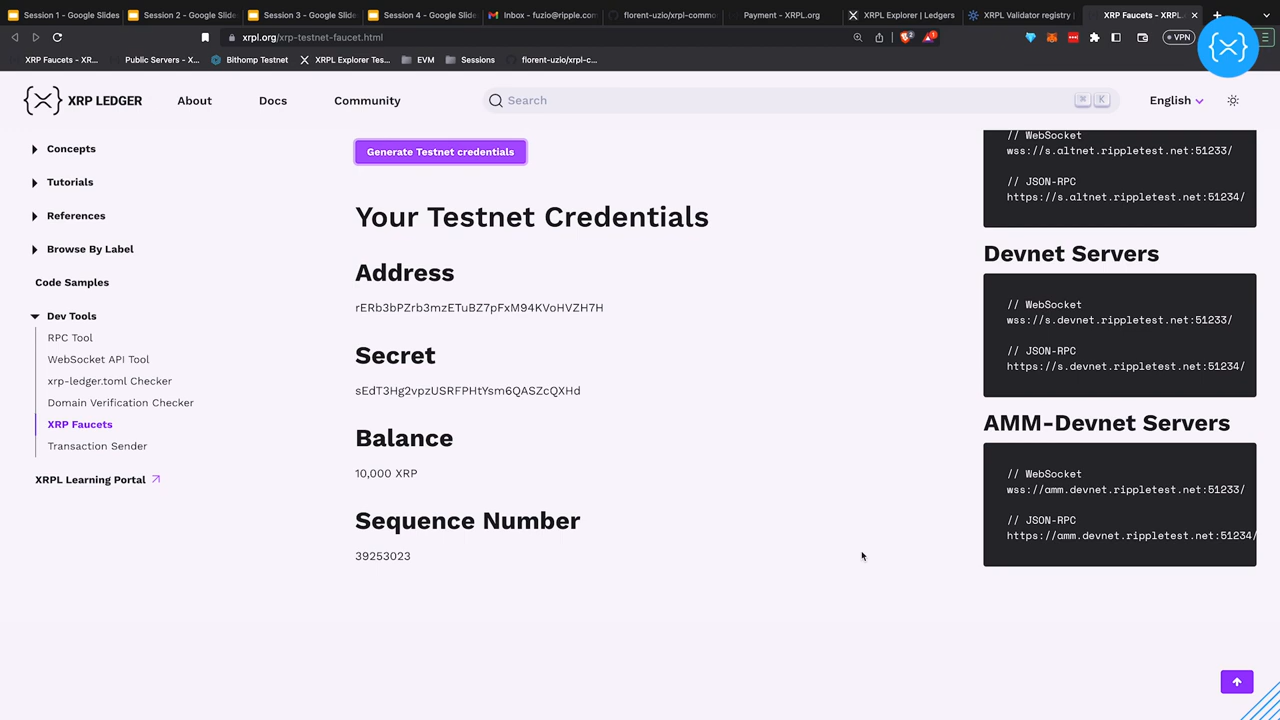 Session 1 - Google Slides
Session 2 - Google Slide
Session 3 - Google Slid
Session 4 - Google Slid
Inbox - fuzio@ripple.com
florent-uzio/xrpl-commo
Payment - XRPL.org
XRPL Explorer | Ledgers
XRPL Validator registry
XRP Faucets - XRPL
xrpl.org/xrp-testnet-faucet.html
VPN
XRP Faucets - XR...
Public Servers - X...
Bithomp Testnet
XRPL Explorer Tes...
EVM
Sessions
florent-uzio/xrpl-c...
XRP LEDGER
About
Docs
Community
Search
⌘ K
English
Concepts
Tutorials
References
Browse By Label
Code Samples
Dev Tools
RPC Tool
WebSocket API Tool
xrp-ledger.toml Checker
Domain Verification Checker
XRP Faucets
Transaction Sender
XRPL Learning Portal
Generate Testnet credentials
Your Testnet Credentials
Address
rERb3bPZrb3mzETuBZ7pFxM94KVoHVZH7H
Secret
sEdT3Hg2vpzUSRFPHtYsm6QASZcQXHd
Balance
10,000 XRP
Sequence Number
39253023
// WebSocket
wss://s.altnet.rippletest.net:51233/
// JSON-RPC
https://s.altnet.rippletest.net:51234/
Devnet Servers
// WebSocket
wss://s.devnet.rippletest.net:51233/
// JSON-RPC
https://s.devnet.rippletest.net:51234/
AMM-Devnet Servers
// WebSocket
wss://amm.devnet.rippletest.net:51233/
// JSON-RPC
https://amm.devnet.rippletest.net:51234/